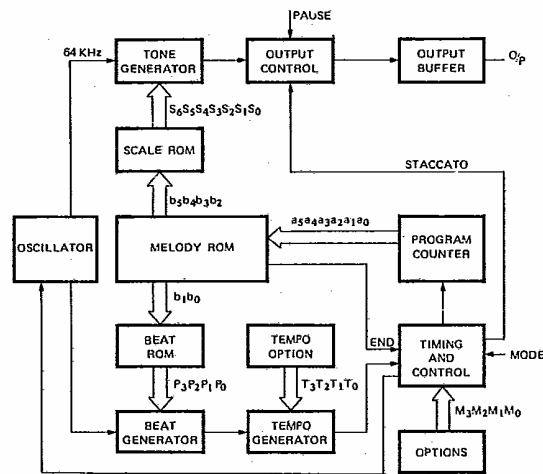 PAUSE
64 KHz
TONE GENERATOR
OUTPUT CONTROL
OUTPUT BUFFER
O/P
S6S5S4S3S2S1S0
SCALE ROM
STACCATO
b5b4b3b2
a5a4a3a2a1a0
OSCILLATOR
MELODY ROM
PROGRAM COUNTER
b1b0
END
BEAT ROM
TEMPO OPTION
TIMING AND CONTROL
MODE
P3P2P1P0
T3T2T1T0
M3M2M1M0
BEAT GENERATOR
TEMPO GENERATOR
OPTIONS